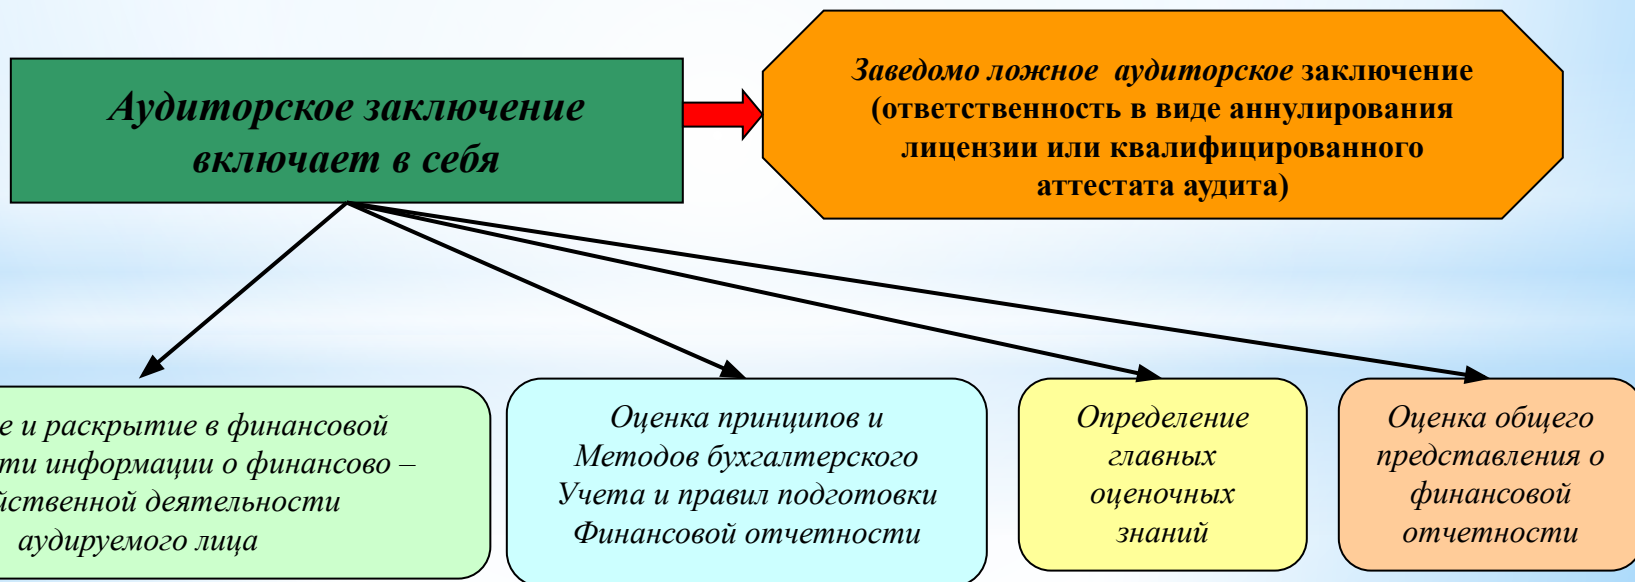 Аудиторское заключение
включает в себя
Заведомо ложное аудиторское заключение
(ответственность в виде аннулирования
лицензии или квалифицированного
аттестата аудита)
и раскрытие в финансовой
информации о финансово –
деятельности
аудируемого лица
Оценка принципов и
Методов бухгалтерского
Учета и правил подготовки
Финансовой отчетности
Определение
главных
оценочных
знаний
Оценка общего
представления о
финансовой
отчетности